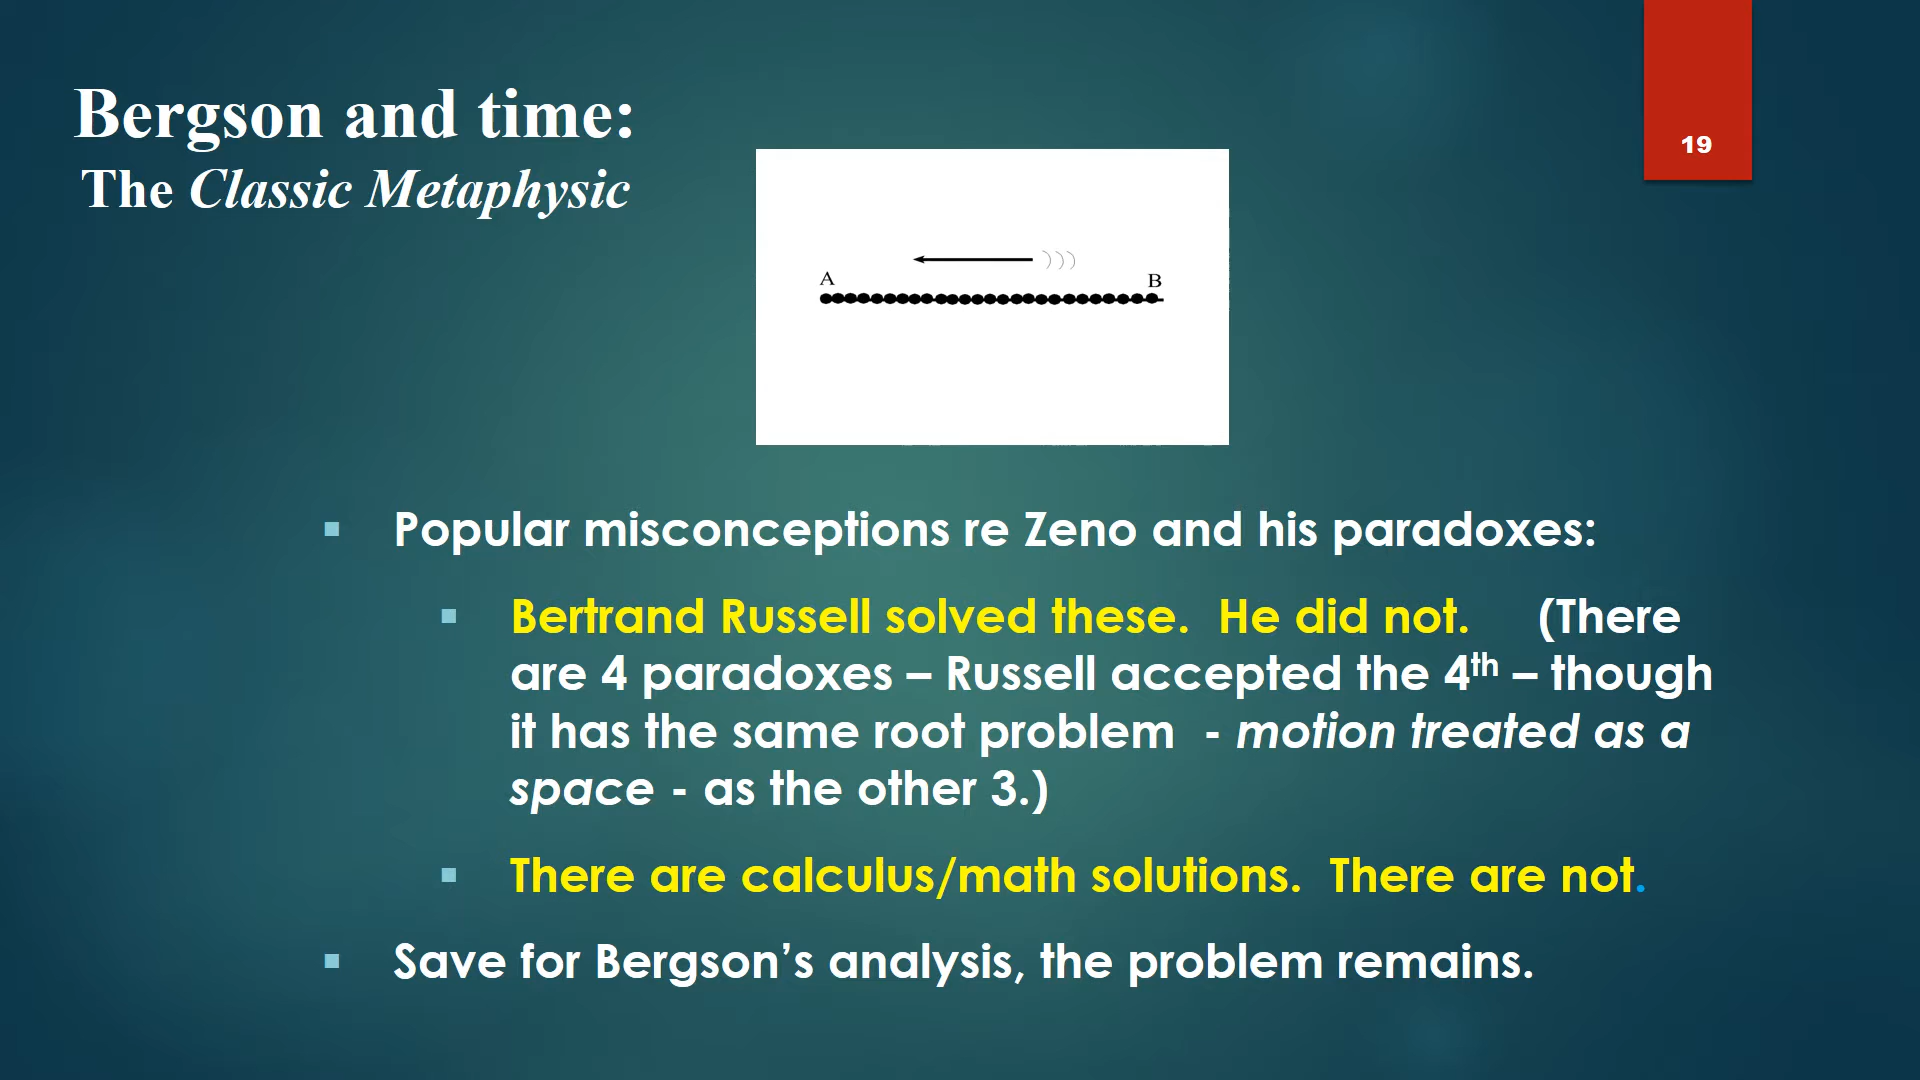 Bergson and time:
The Classic Metaphysic
19
A
B
▪ Popular misconceptions re Zeno and his paradoxes:
▪ Bertrand Russell solved these. He did not. (There
are 4 paradoxes – Russell accepted the 4th – though
it has the same root problem - motion treated as a
space - as the other 3.)
▪ There are calculus/math solutions. There are not.
▪ Save for Bergson’s analysis, the problem remains.